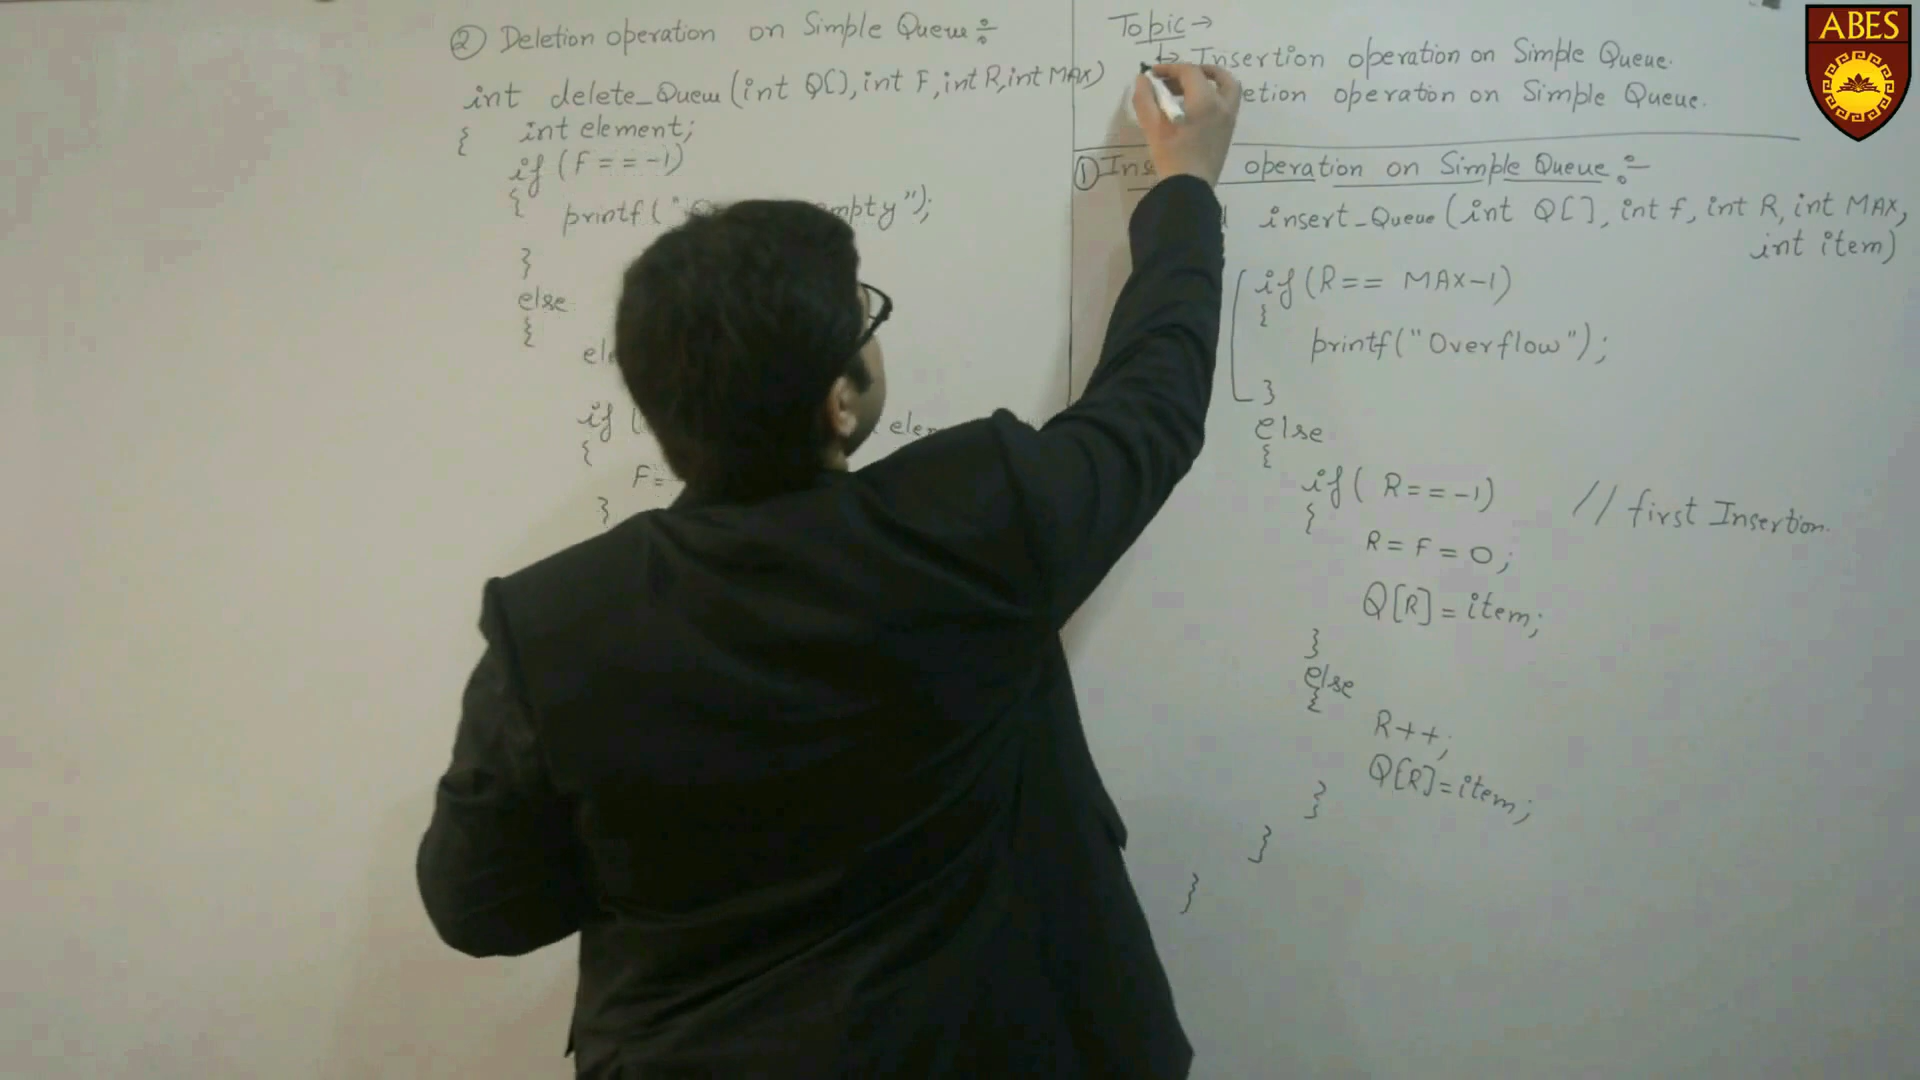 ② Deletion operation on Simple Queue :-
int delete_Queue (int Q[], int F, int R, int MAX)
{ int element;
if (F == -1)
{
printf ("
mpty");
}
else
{
ele
if (
elem
{
F=
}
Topic →
↳ Insertion operation on Simple Queue.
etion operation on Simple Queue.
① Ins operation on Simple Queue :-
insert_Queue (int Q[], int f, int R, int MAX,
int item)
if (R == MAX-1)
{
printf("Overflow");
}
else
{
if ( R == -1) // first Insertion.
{
R = F = 0;
Q[R] = item;
}
else
{
R++;
Q[R] = item;
}
}
}
ABES